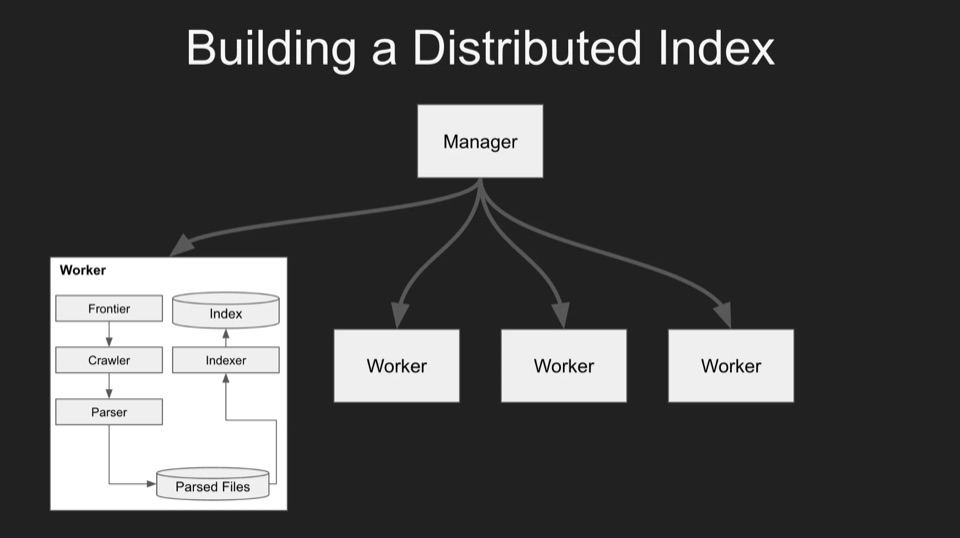 Building a Distributed Index
Manager
Worker
Frontier
Index
Crawler
Indexer
Parser
Parsed Files
Worker
Worker
Worker